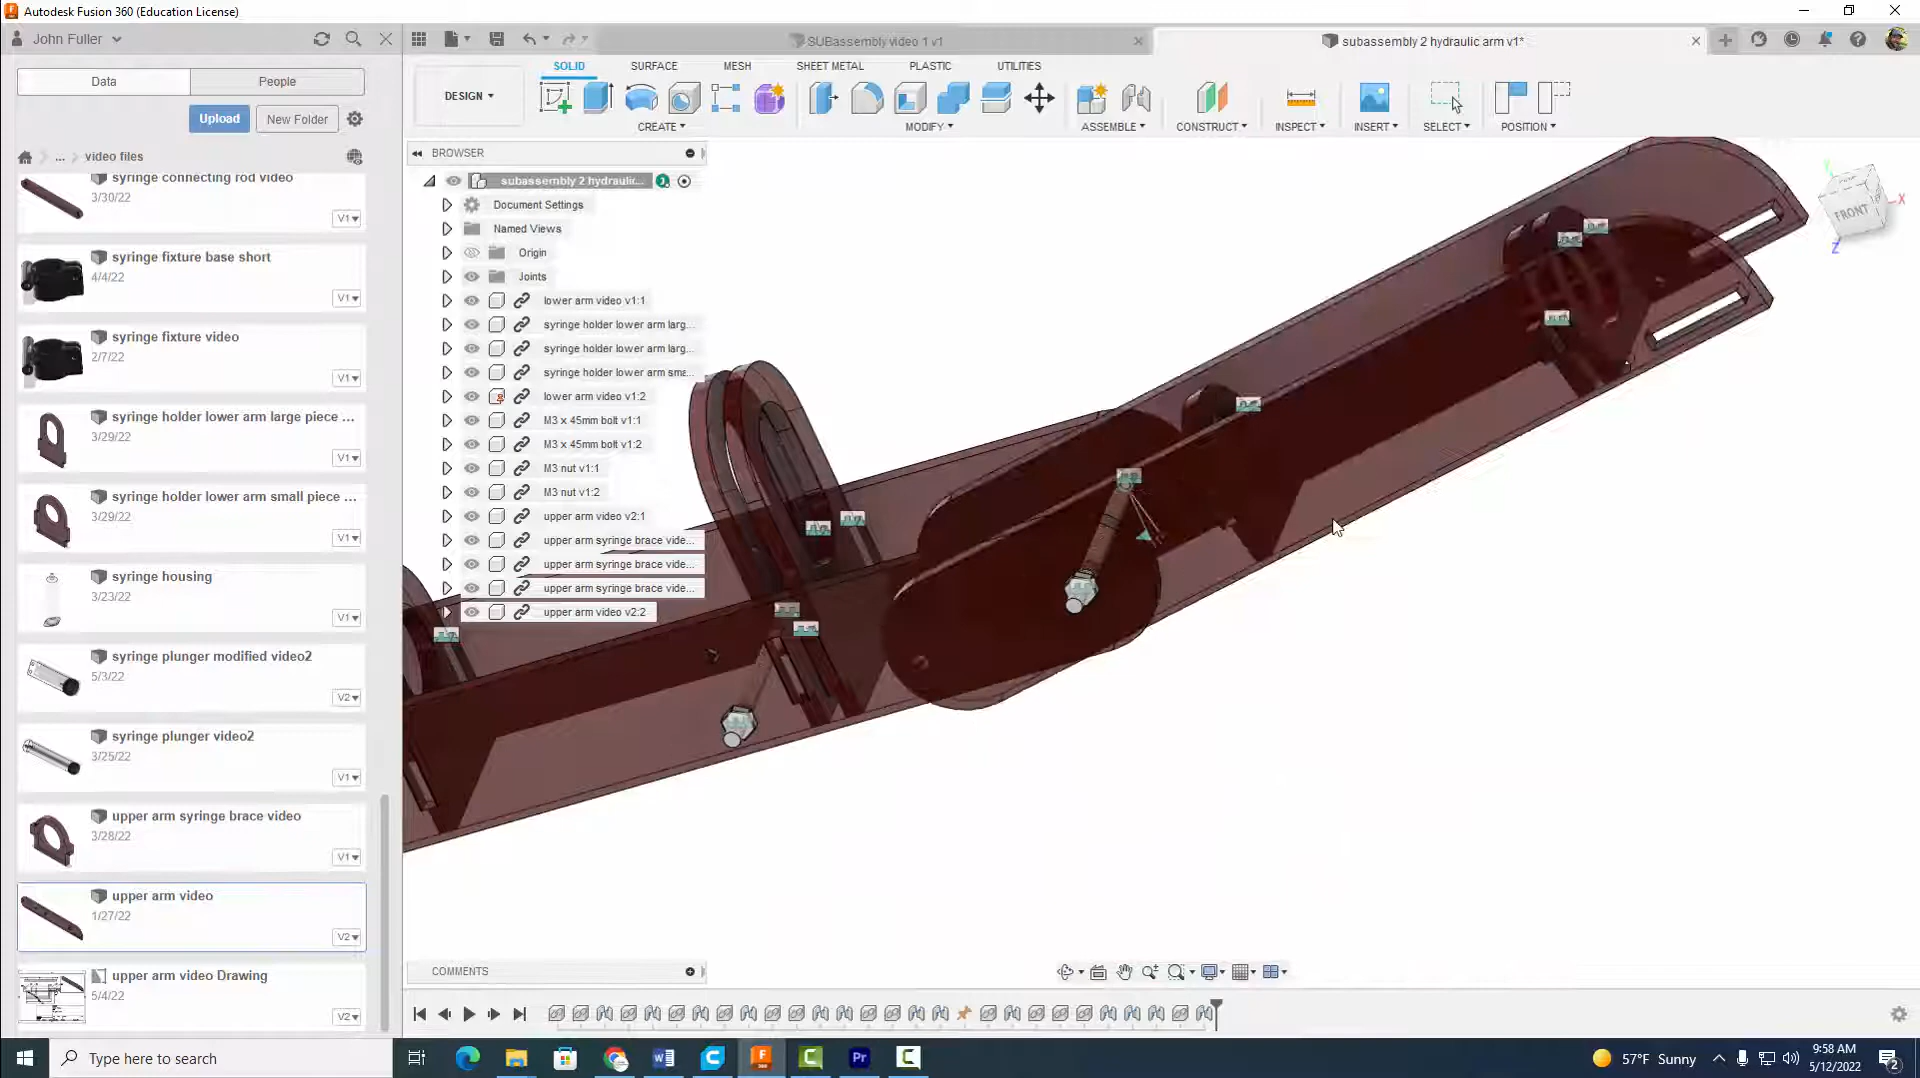 Autodesk Fusion 360 (Education License)
John Fuller
SUBassembly video 1 v1
subassembly 2 hydraulic arm v1*
Data
People
Upload
New Folder
... video files
syringe connecting rod video
3/30/22
V1
syringe fixture base short
4/4/22
V1
syringe fixture video
2/7/22
V1
syringe holder lower arm large piece ...
3/29/22
V1
syringe holder lower arm small piece ...
3/29/22
V1
syringe housing
3/23/22
V1
syringe plunger modified video2
5/3/22
V2
syringe plunger video2
3/25/22
V1
upper arm syringe brace video
3/28/22
V1
upper arm video
1/27/22
V2
upper arm video Drawing
5/4/22
V2
SOLID
SURFACE
MESH
SHEET METAL
PLASTIC
UTILITIES
DESIGN
CREATE
MODIFY
ASSEMBLE
CONSTRUCT
INSPECT
INSERT
SELECT
POSITION
BROWSER
subassembly 2 hydraulic...
Document Settings
Named Views
Origin
Joints
lower arm video v1:1
syringe holder lower arm larg...
syringe holder lower arm larg...
syringe holder lower arm sma...
lower arm video v1:2
M3 x 45mm bolt v1:1
M3 x 45mm bolt v1:2
M3 nut v1:1
M3 nut v1:2
upper arm video v2:1
upper arm syringe brace vide...
upper arm syringe brace vide...
upper arm syringe brace vide...
upper arm video v2:2
FRONT
X
Z
COMMENTS
Type here to search
57°F Sunny
9:58 AM
5/12/2022
2